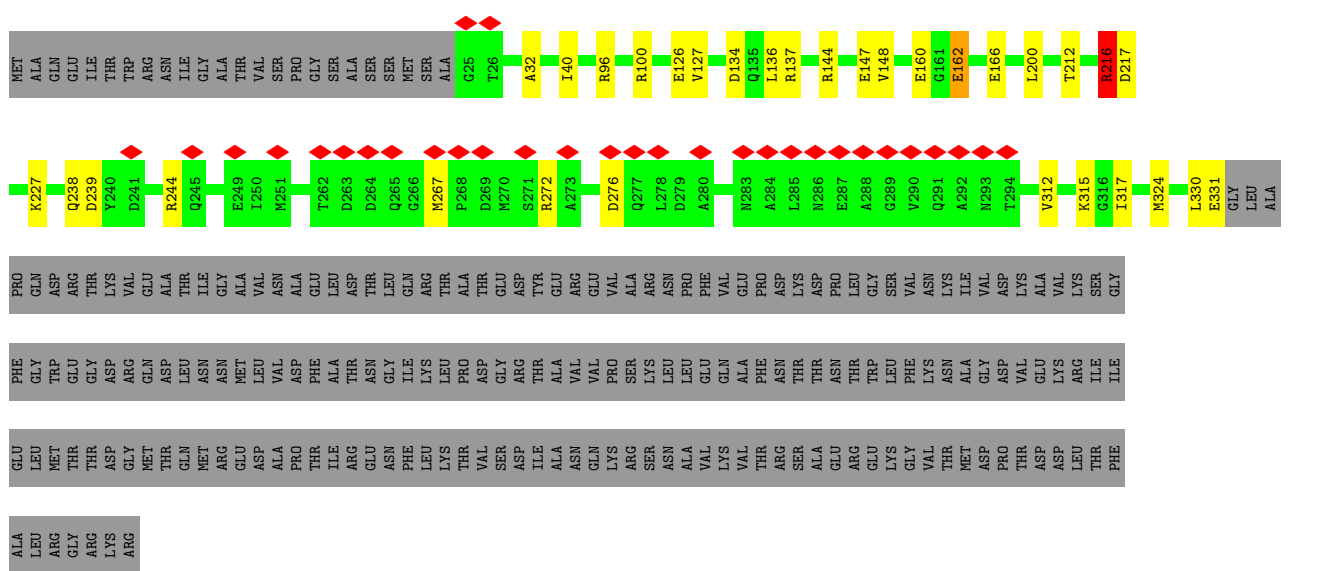 MET ALA GLN GLU ILE THR TRP ARG ASN ILE GLY ALA THR VAL SER PRO GLY SER ALA SER SER MET SER ALA G25 T26 A32 I40 R96 R100 E126 V127 D134 Q135 L136 R137 R144 E147 V148 E160 G161 E162 E166 L200 T212 R216 D217
K227 Q238 D239 Y240 D241 R244 Q245 E249 I250 M251 T262 D263 D264 Q265 G266 M267 P268 D269 M270 S271 R272 A273 D276 Q277 L278 D279 A280 N283 A284 L285 N286 E287 A288 G289 V290 Q291 A292 N293 T294 V312 K315 G316 I317 M324 L330 E331 GLY LEU ALA
PRO GLN ASP ARG THR LYS VAL GLU ALA THR ILE GLY ALA VAL ASN ALA GLU LEU ASP THR LEU GLN ARG THR ALA THR GLU ASP TYR GLU ARG GLU VAL ALA ARG ASN PRO PHE VAL GLU PRO ASP LYS ASP PRO LEU GLY SER VAL ASN LYS ILE VAL ASP LYS ALA VAL LYS SER GLY
PHE GLY TRP GLU GLY ASP ARG GLN ASP LEU ASN ASN MET LEU VAL ASP PHE ALA THR ASN GLY ILE LYS LEU PRO ASP GLY ARG THR ALA VAL VAL PRO SER LYS LEU LEU GLU GLN ALA PHE ASN THR THR ASN THR TRP LEU PHE LYS ASN ALA GLY ASP VAL GLU LYS ARG ILE ILE
GLU LEU MET THR THR ASP GLY MET THR GLN MET ARG GLU ASP ALA PRO THR ILE ARG GLU ASN PHE LEU LYS THR VAL SER ASP ILE ALA ASN GLN LYS ARG SER ASN ALA VAL LYS VAL THR ARG SER ALA GLU ARG GLU LYS GLY VAL THR MET ASP PRO THR ASP ASP LEU THR PHE
ALA LEU ARG GLY ARG LYS ARG